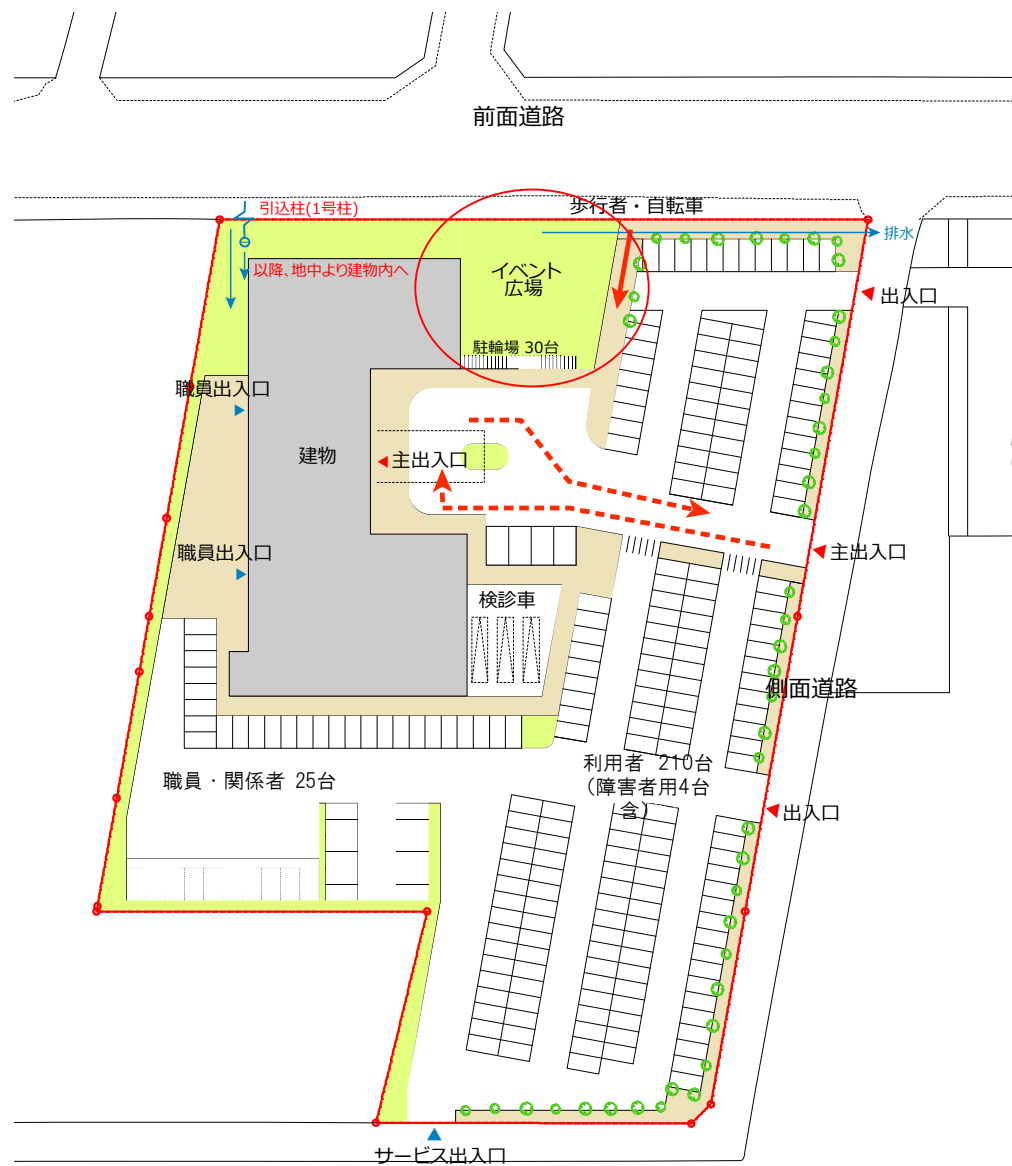 前面道路
引込柱(1号柱)
歩行者・自転車
排水
以降、地中より建物内へ
イベント
広場
出入口
駐輪場 30台
職員出入口
建物
主出入口
主出入口
職員出入口
検診車
側面道路
利用者 210台
（障害者用4台
含）
職員・関係者 25台
出入口
サービス出入口